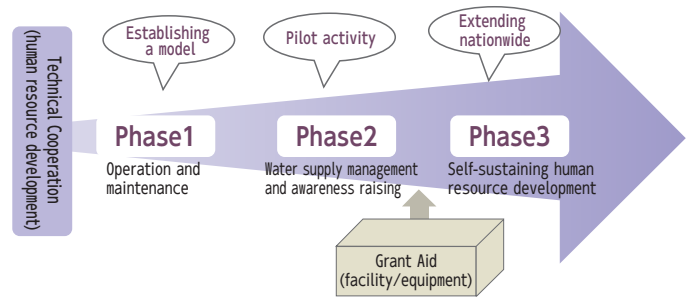 Technical Cooperation
(human resource development)
Establishing
a model
Pilot activity
Extending
nationwide
Phase1
Operation and
maintenance
Phase2
Water supply management
and awareness raising
Phase3
Self-sustaining human
resource development
Grant Aid
(facility/equipment)